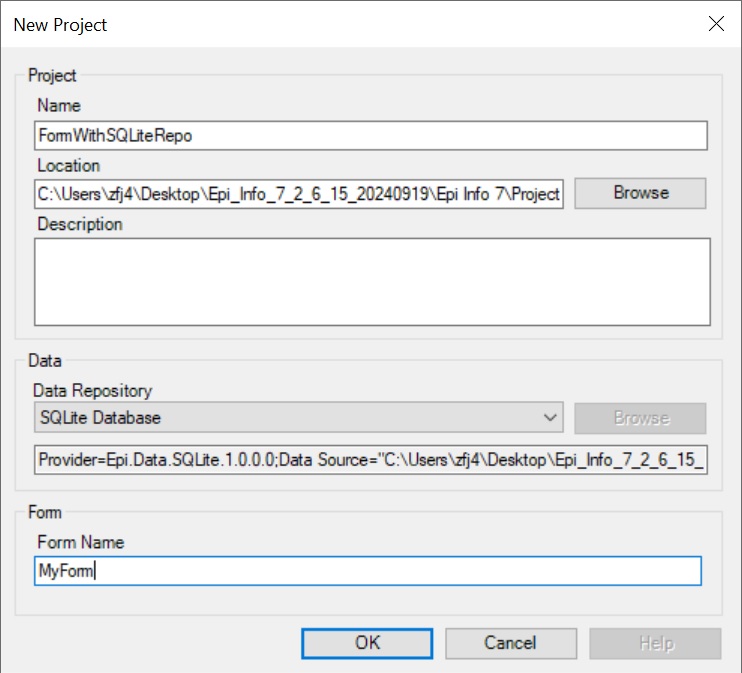 New Project
Project
Name
FormWithSQLiteRepo
Location
C:\Users\zfj4\Desktop\Epi_Info_7_2_6_15_20240919\Epi Info 7\Project
Browse
Description
Data
Data Repository
SQLite Database
Browse
Provider=Epi.Data.SQLite.1.0.0.0;Data Source="C:\Users\zfj4\Desktop\Epi_Info_7_2_6_15_
Form
Form Name
MyForm
OK
Cancel
Help